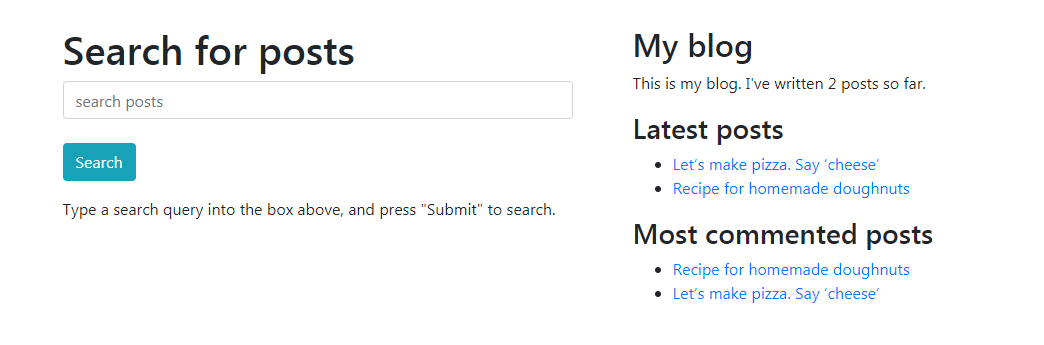 Search for posts
search posts
Search
Type a search query into the box above, and press "Submit" to search.
My blog
This is my blog. I've written 2 posts so far.
Latest posts
Let’s make pizza. Say ‘cheese’
Recipe for homemade doughnuts
Most commented posts
Recipe for homemade doughnuts
Let’s make pizza. Say ‘cheese’